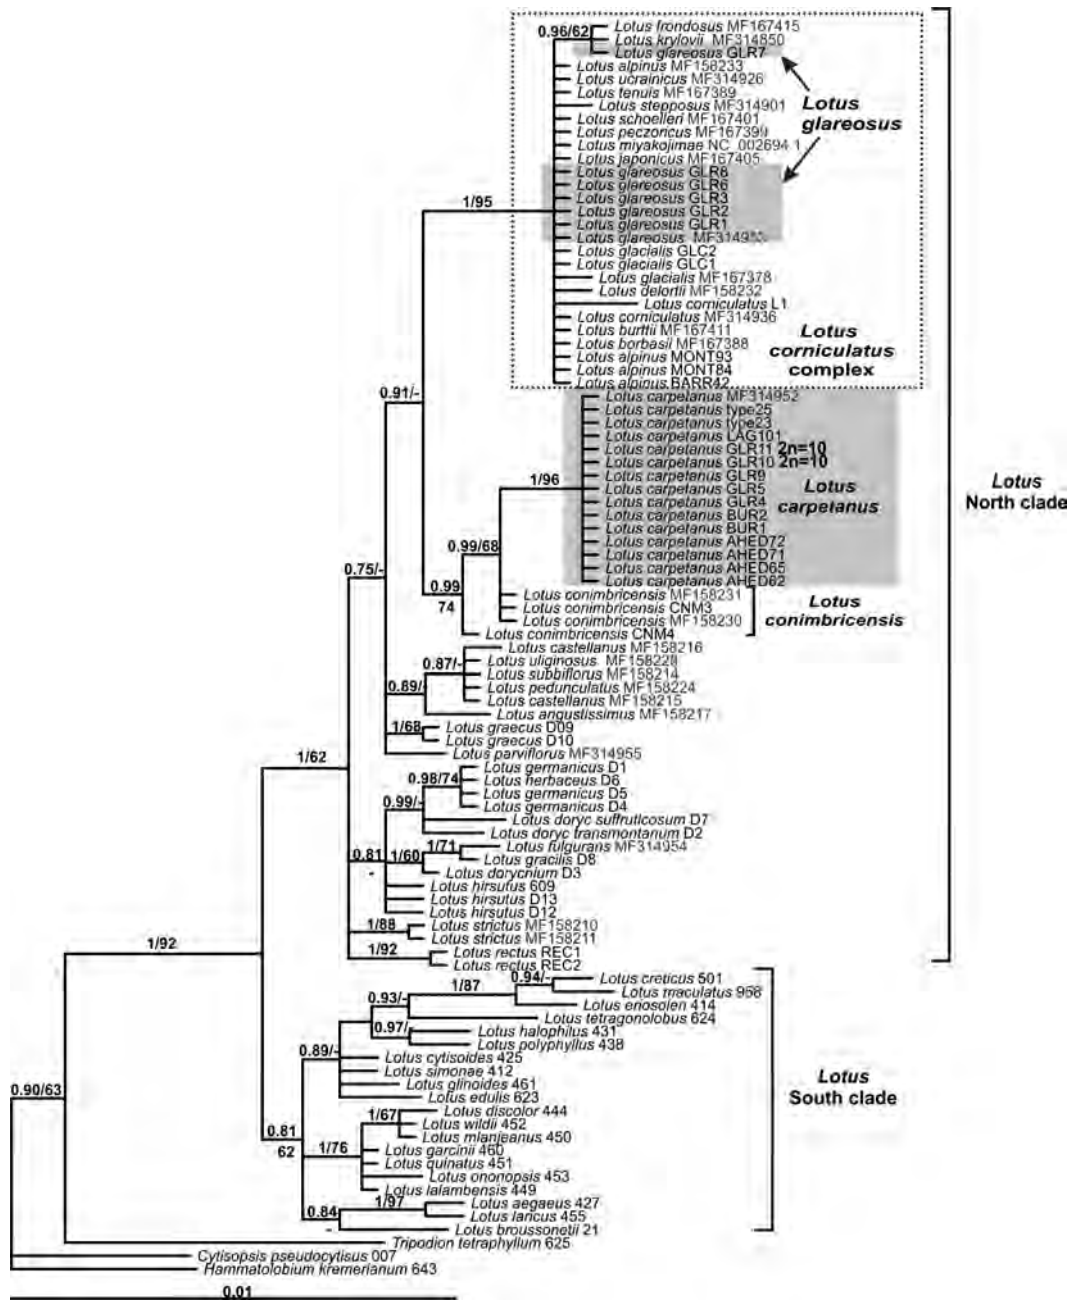 0.96/62
Lotus frondosus MF167415
Lotus krylovii MF314850
Lotus glareosus GLR7
Lotus alpinus MF158233
Lotus ucrainicus MF314926
Lotus tenuis MF167389
Lotus stepposus MF314901
Lotus schoelleri MF167401
Lotus peczoricus MF167399
Lotus miyakojimae NC_002694.1
Lotus japonicus MF167405
Lotus glareosus
Lotus glareosus GLR8
Lotus glareosus GLR6
Lotus glareosus GLR3
Lotus glareosus GLR2
Lotus glareosus GLR1
Lotus glareosus
1/95
Lotus glacialis GLC2
Lotus glacialis GLC1
Lotus glacialis MF167378
Lotus delortii MF158232
Lotus corniculatus L1
Lotus corniculatus MF314936
Lotus burttii MF167411
Lotus borbasii MF167388
Lotus alpinus MONT93
Lotus alpinus MONT84
Lotus alpinus BARR42
Lotus
corniculatus
complex
0.91/-
Lotus carpetanus MF314952
Lotus carpetanus type25
Lotus carpetanus type23
Lotus carpetanus LAG101
Lotus carpetanus GLR11 2n=10
Lotus carpetanus GLR10 2n=10
Lotus carpetanus GLR9
Lotus carpetanus GLR5
Lotus carpetanus GLR4
Lotus carpetanus BUR2
Lotus carpetanus BUR1
Lotus carpetanus AHED72
Lotus carpetanus AHED71
Lotus carpetanus AHED65
Lotus carpetanus AHED62
1/96
Lotus
carpetanus
Lotus
North clade
0.99/68
0.99
74
Lotus conimbricensis MF158231
Lotus conimbricensis CNM3
Lotus conimbricensis MF158230
Lotus conimbricensis CNM4
Lotus
conimbricensis
0.75/-
Lotus castellanus MF158216
Lotus uliginosus MF158228
Lotus subbiflorus MF158214
Lotus pedunculatus MF158224
Lotus castellanus MF158215
Lotus angustissimus MF158217
0.87/-
0.89/-
1/68
Lotus graecus D09
Lotus graecus D10
Lotus parviflorus MF314955
1/62
Lotus germanicus D1
Lotus herbaceus D6
Lotus germanicus D5
Lotus germanicus D4
0.98/74
0.99/-
Lotus doryc suffruticosum D7
Lotus doryc transmontanum D2
Lotus fulgurans MF314954
Lotus gracilis D8
Lotus dorycnium D3
1/71
1/60
0.81
-
Lotus hirsutus 609
Lotus hirsutus D13
Lotus hirsutus D12
1/88
Lotus strictus MF158210
Lotus strictus MF158211
1/92
Lotus rectus REC1
Lotus rectus REC2
1/92
Lotus creticus 501
Lotus maculatus 968
Lotus eriosolen 414
Lotus tetragonolobus 624
0.94/-
1/87
0.93/-
0.97/-
Lotus halophilus 431
Lotus polyphyllus 438
0.89/-
Lotus cytisoides 425
Lotus simonae 412
Lotus glinoides 461
Lotus edulis 623
Lotus
South clade
0.90/63
1/67
Lotus discolor 444
Lotus wildii 452
Lotus mlanjeanus 450
0.81
62
1/76
Lotus garcinii 460
Lotus quinatus 451
Lotus ononopsis 453
Lotus lalambensis 449
1/97
0.84
-
Lotus aegaeus 427
Lotus laricus 455
Lotus broussonetii 21
Tripodion tetraphyllum 625
Cytisopsis pseudocytisus 007
Hammatolobium kremerianum 643
0.01